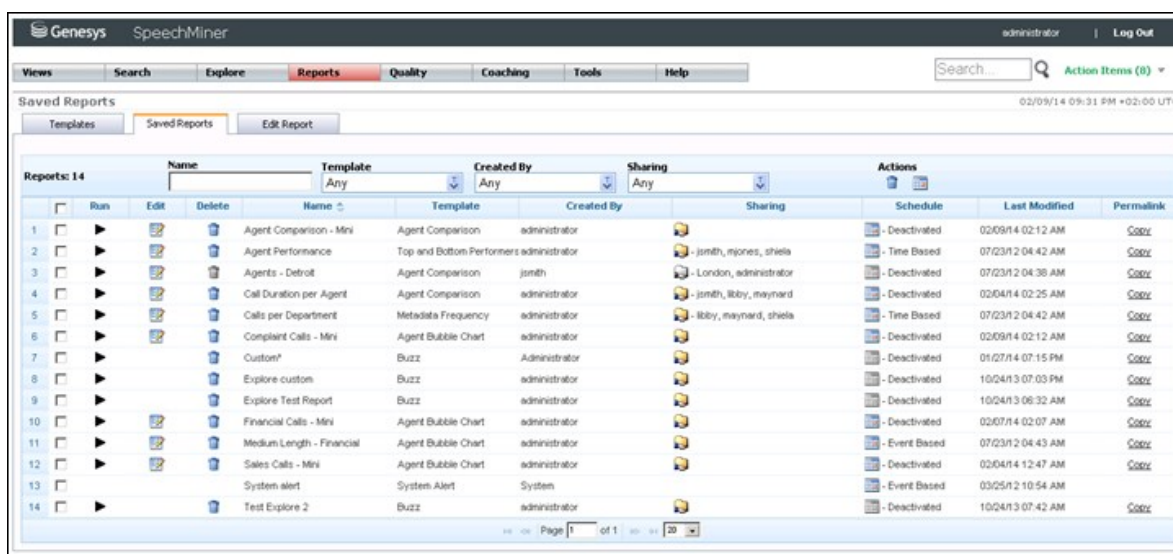 Genesys SpeechMiner administrator | Log Out
Views Search Explore Reports Quality Coaching Tools Help Search... Action Items (8)
Saved Reports 02/09/14 09:31 PM +02:00 UT
Templates Saved Reports Edit Report
Name Template Created By Sharing Actions
Reports: 14 Any Any Any
Run Edit Delete Name Template Created By Sharing Schedule Last Modified Permalink
1 Agent Comparison - Mini Agent Comparison administrator - Deactivated 02/09/14 02:12 AM Copy
2 Agent Performance Top and Bottom Performers administrator - jsmith, mjones, shiela - Time Based 07/23/12 04:42 AM Copy
3 Agents - Detroit Agent Comparison jsmith - London, administrator - Deactivated 07/23/12 04:38 AM Copy
4 Call Duration per Agent Agent Comparison administrator - jsmith, libby, maynard - Deactivated 02/04/14 02:25 AM Copy
5 Calls per Department Metadata Frequency administrator - libby, maynard, shiela - Time Based 07/23/12 04:42 AM Copy
6 Complaint Calls - Mini Agent Bubble Chart administrator - Deactivated 02/09/14 02:12 AM Copy
7 Custom* Buzz Administrator - Deactivated 01/27/14 07:15 PM Copy
8 Explore custom Buzz administrator - Deactivated 10/24/13 07:03 PM Copy
9 Explore Test Report Buzz administrator - Deactivated 10/24/13 06:32 AM Copy
10 Financial Calls - Mini Agent Bubble Chart administrator - Deactivated 02/07/14 02:07 AM Copy
11 Medium Length - Financial Agent Bubble Chart administrator - Event Based 07/23/12 04:43 AM Copy
12 Sales Calls - Mini Agent Bubble Chart administrator - Deactivated 02/04/14 12:47 AM Copy
13 System alert System Alert System - Event Based 03/25/12 10:54 AM
14 Test Explore 2 Buzz administrator - Deactivated 10/24/13 07:42 AM Copy
Page 1 of 1 20